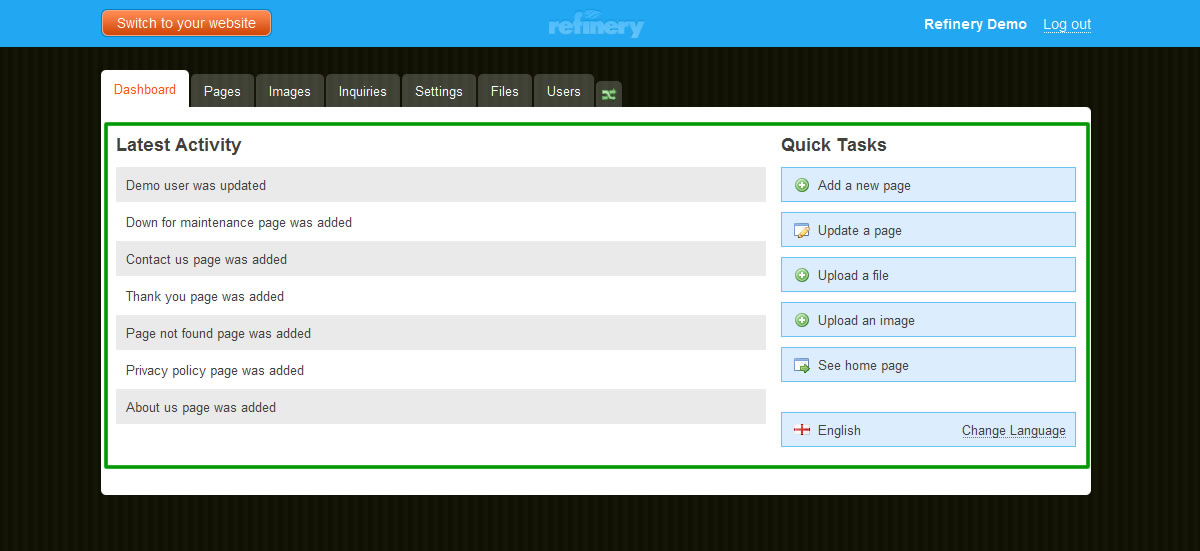 Switch to your website
refinery
Refinery Demo Log out
Dashboard Pages Images Inquiries Settings Files Users
Latest Activity
Demo user was updated
Down for maintenance page was added
Contact us page was added
Thank you page was added
Page not found page was added
Privacy policy page was added
About us page was added
Quick Tasks
Add a new page
Update a page
Upload a file
Upload an image
See home page
English Change Language